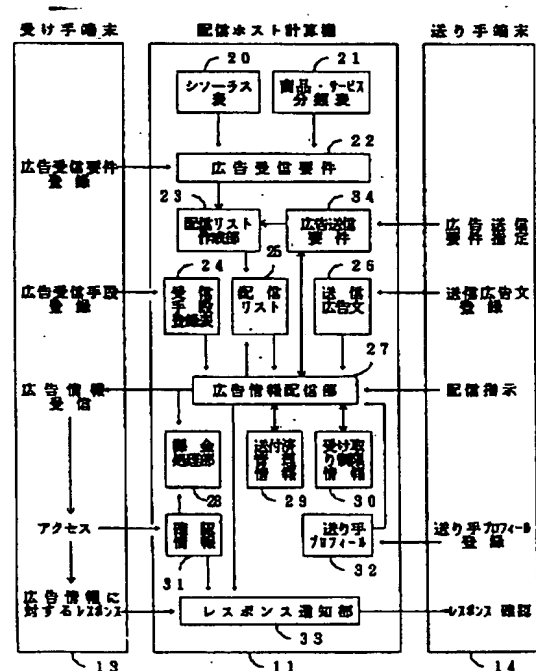 受け手端末
配信ホスト計算機
送り手端末
20
21
シソーラス
表
商品・サービス
分類表
22
広告受信要件
広告受信要件
登録
23
34
配信リスト
作成部
広告送信
要件
広告送信
要件指定
24
25
26
広告受信手段
登録
受信
手段
登録表
配信
リスト
送信
広告文
送信広告文
登録
27
広告情報
受信
広告情報配信部
配信指示
課金
処理部
送付済
管理
情報
受け取
り制限
情報
28
29
30
アクセス
情報
31
送り手
プロフィール
32
送り手プロフィール
登録
広告情報に
対するレスポンス
レスポンス通知部
レスポンス確認
33
13
11
14